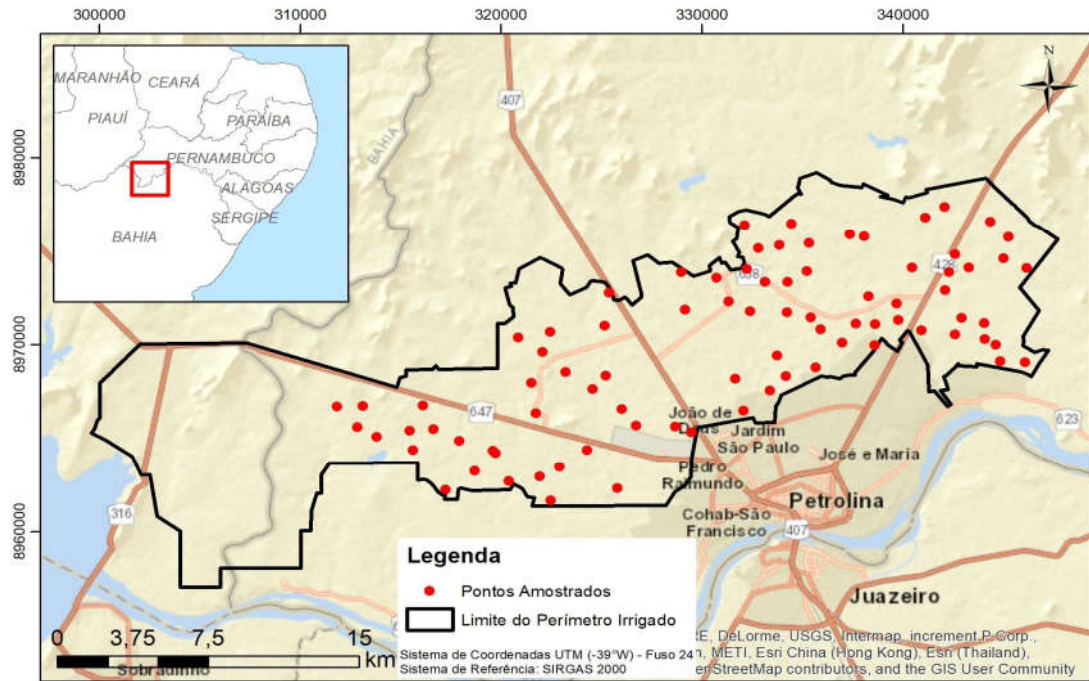 300000 310000 320000 330000 340000
8980000
8970000
8960000
MARANHÃO
CEARÁ
PIAUÍ
PARAÍBA
PERNAMBUCO
ALAGOAS
SERGIPE
BAHIA
BAHIA
N
407
638
428
647
623
316
João de
Deus
Jardim
São Paulo
José e Maria
Pedro
Raimundo
Petrolina
Cohab-São
Francisco
407
Juazeiro
Legenda
Pontos Amostrados
Limite do Perímetro Irrigado
0 3,75 7,5 15
km
Sobradinho
Sistema de Coordenadas UTM (-39°W) - Fuso 24
Sistema de Referência: SIRGAS 2000
E, DeLorme, USGS, Intermap, increment P Corp.,
METI, Esri China (Hong Kong), Esri (Thailand),
erStreetMap contributors, and the GIS User Community